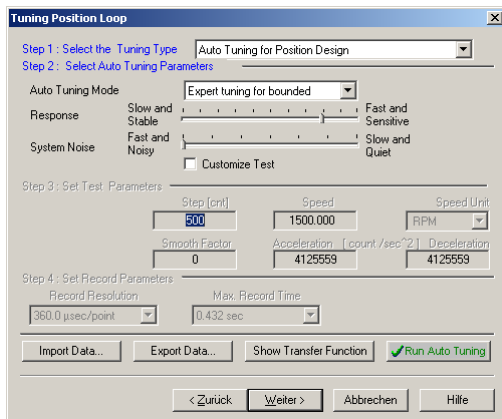 Tuning Position Loop
Step 1 : Select the Tuning Type Auto Tuning for Position Design
Step 2 : Select Auto Tuning Parameters
Auto Tuning Mode Expert tuning for bounded
Response Slow and Stable Fast and Sensitive
System Noise Fast and Noisy Slow and Quiet
Customize Test
Step 3 : Set Test Parameters
Step [cnt] Speed Speed Unit
500 1500.000 RPM
Smooth Factor Acceleration [ count /sec^2 ] Deceleration
0 4125559 4125559
Step 4 : Set Record Parameters
Record Resolution Max. Record Time
360.0 µsec/point 0.432 sec
Import Data... Export Data... Show Transfer Function Run Auto Tuning
< Zurück Weiter > Abbrechen Hilfe